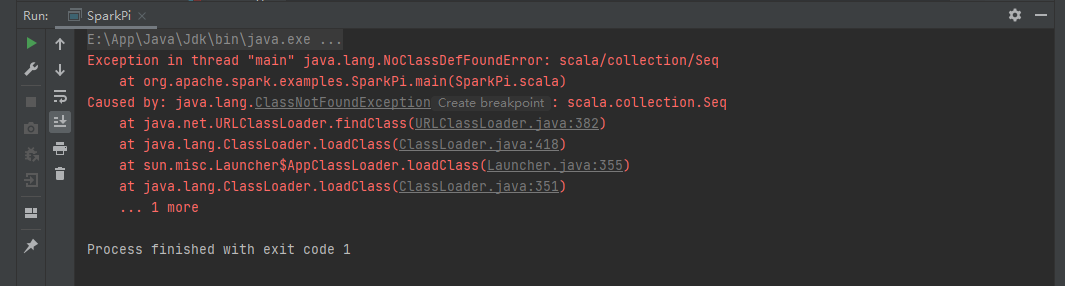 Run: SparkPi
E:\App\Java\Jdk\bin\java.exe ...
Exception in thread "main" java.lang.NoClassDefFoundError: scala/collection/Seq
at org.apache.spark.examples.SparkPi.main(SparkPi.scala)
Caused by: java.lang.ClassNotFoundException Create breakpoint : scala.collection.Seq
at java.net.URLClassLoader.findClass(URLClassLoader.java:382)
at java.lang.ClassLoader.loadClass(ClassLoader.java:418)
at sun.misc.Launcher$AppClassLoader.loadClass(Launcher.java:355)
at java.lang.ClassLoader.loadClass(ClassLoader.java:351)
... 1 more
Process finished with exit code 1